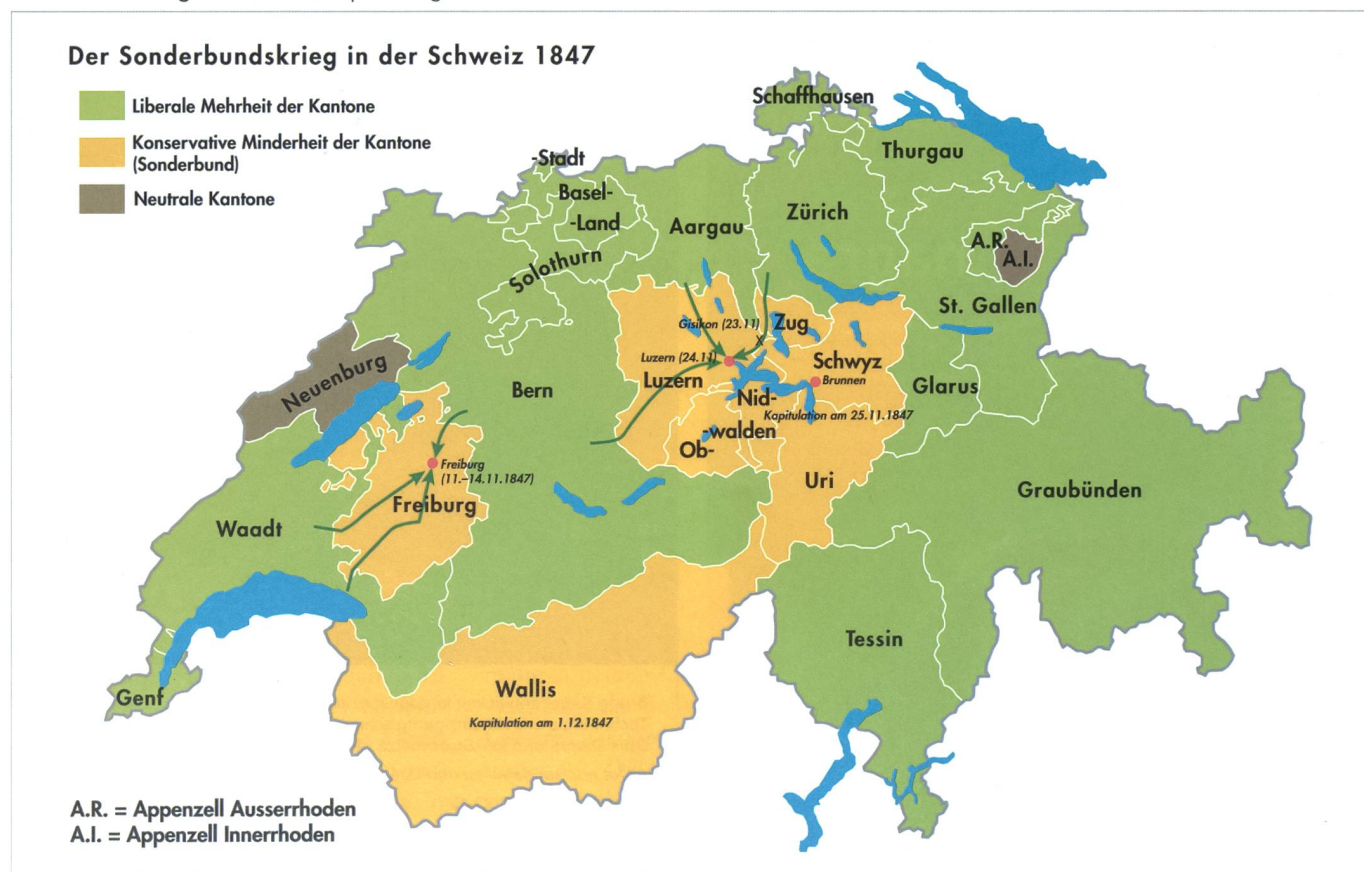 Der Sonderbundskrieg in der Schweiz 1847
Liberale Mehrheit der Kantone
Konservative Minderheit der Kantone
(Sonderbund)
Neutrale Kantone
Schaffhausen
Thurgau
-Stadt
Basel-
-Land
Aargau
Zürich
Solothurn
A.R.
A.I.
St. Gallen
Gisikon (23.11)
X
Zug
Luzern (24.11)
Luzern
Schwyz
Brunnen
Glarus
Neuenburg
Bern
Nid-
Kapitulation am 25.11.1847
-walden
Ob-
Freiburg
(11.–14.11.1847)
Freiburg
Uri
Graubünden
Waadt
Tessin
Wallis
Kapitulation am 1.12.1847
Genf
A.R. = Appenzell Ausserrhoden
A.I. = Appenzell Innerrhoden